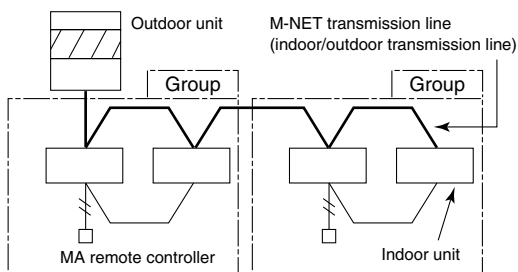 Outdoor unit
M-NET transmission line
(indoor/outdoor transmission line)
Group
Group
MA remote controller
Indoor unit